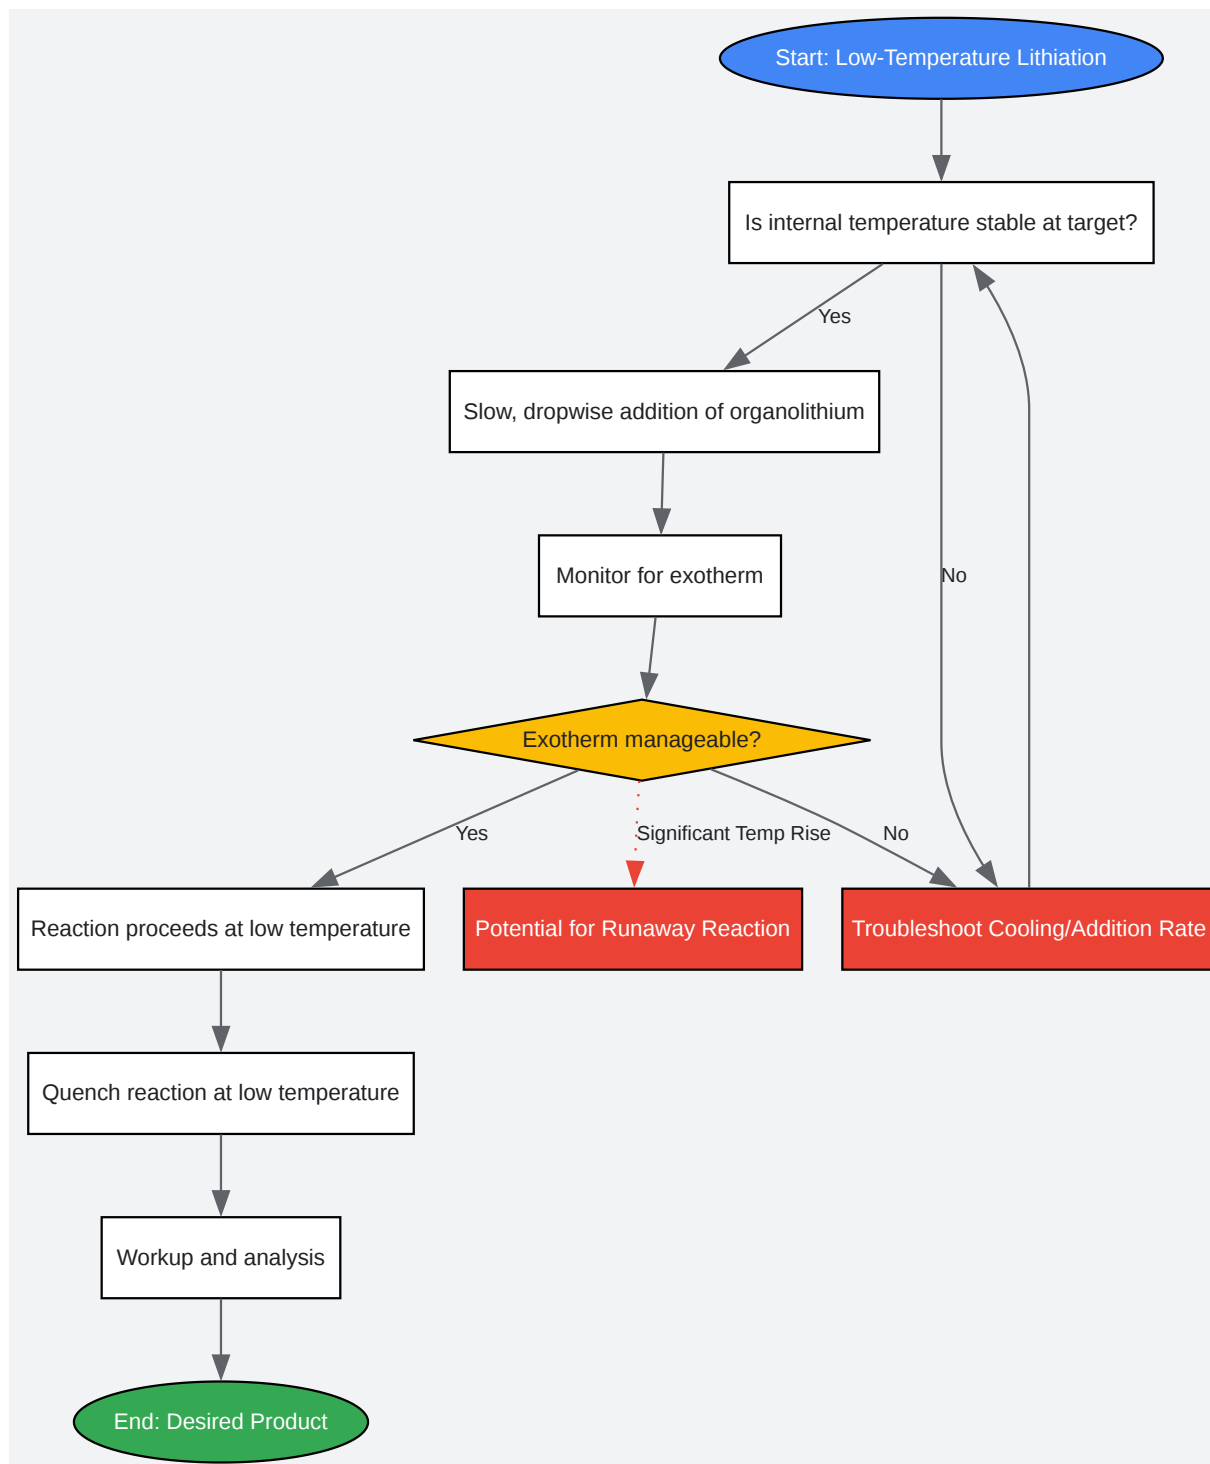 Start: Low-Temperature Lithiation
Is internal temperature stable at target?
Yes
Slow, dropwise addition of organolithium
No
Monitor for exotherm
Exotherm manageable?
Yes
Significant Temp Rise
No
Reaction proceeds at low temperature
Potential for Runaway Reaction
Troubleshoot Cooling/Addition Rate
Quench reaction at low temperature
Workup and analysis
End: Desired Product